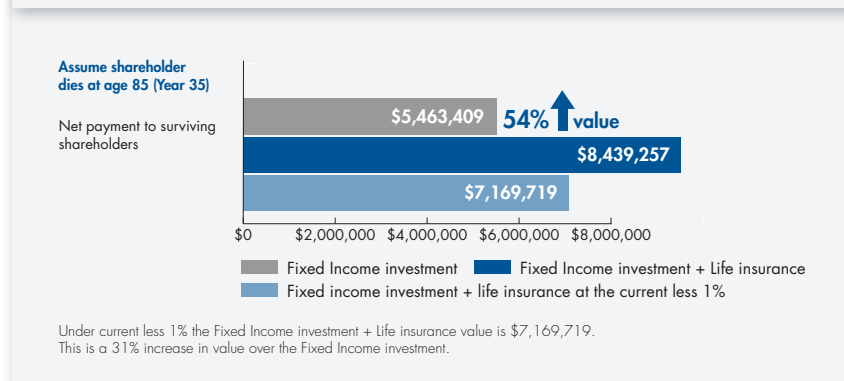 Assume shareholder
dies at age 85 (Year 35)
Net payment to surviving
shareholders
$5,463,409
54% value
$8,439,257
$7,169,719
$0 $2,000,000 $4,000,000 $6,000,000 $8,000,000
Fixed Income investment Fixed Income investment + Life insurance
Fixed income investment + life insurance at the current less 1%
Under current less 1% the Fixed Income investment + Life insurance value is $7,169,719.
This is a 31% increase in value over the Fixed Income investment.